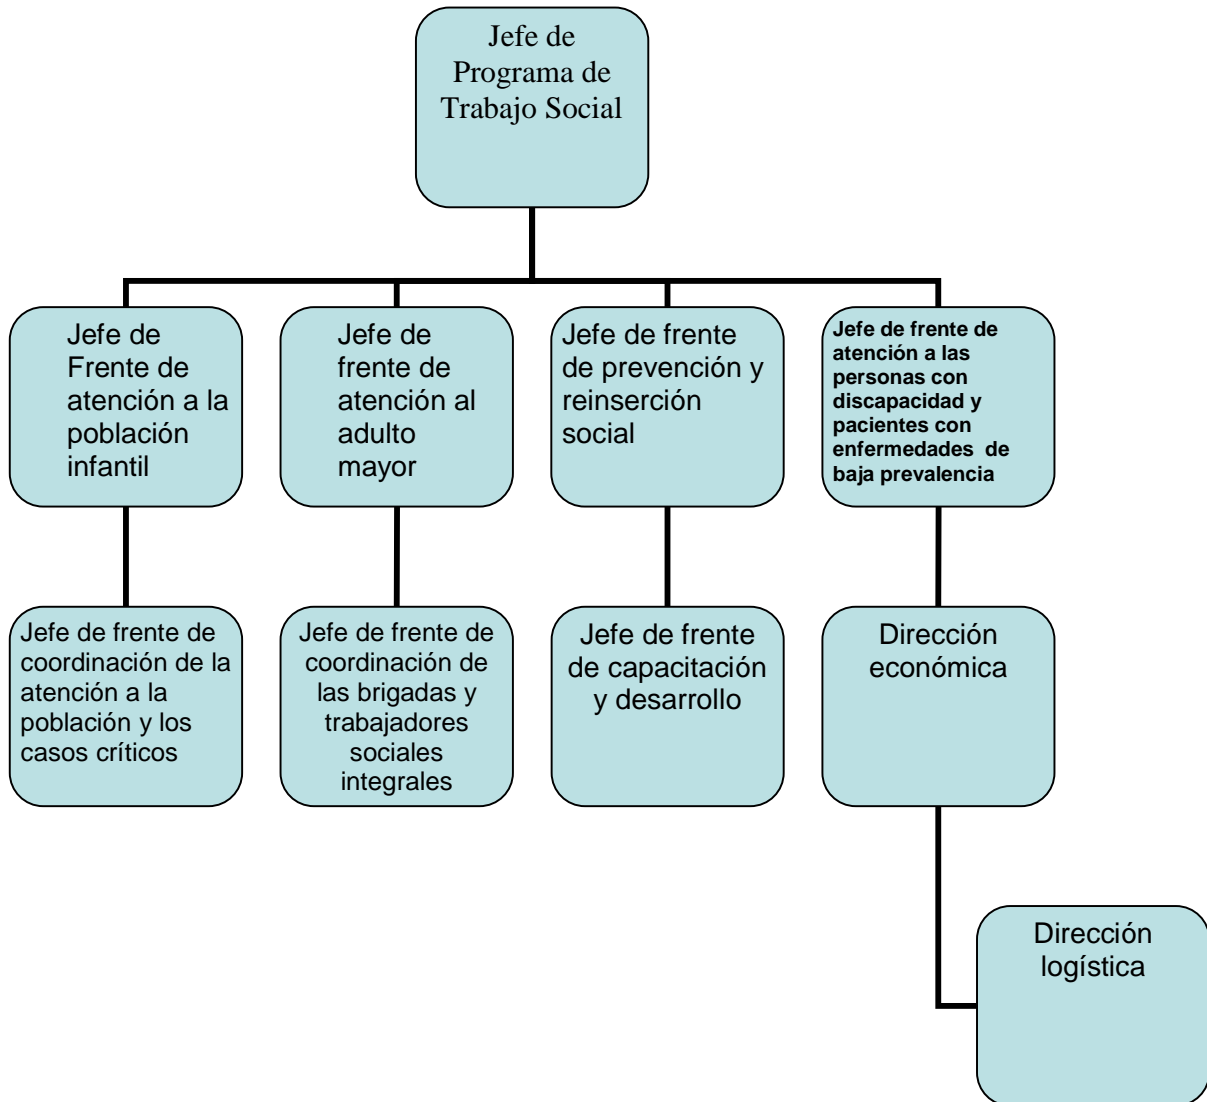 Jefe de
Programa de
Trabajo Social
Jefe de
Frente de
atención a la
población
infantil
Jefe de
frente de
atención al
adulto
mayor
Jefe de frente
de prevención y
reinserción
social
Jefe de frente de
atención a las
personas con
discapacidad y
pacientes con
enfermedades de
baja prevalencia
Jefe de frente de
coordinación de la
atención a la
población y los
casos críticos
Jefe de frente de
coordinación de
las brigadas y
trabajadores
sociales
integrales
Jefe de frente
de capacitación
y desarrollo
Dirección
económica
Dirección
logística